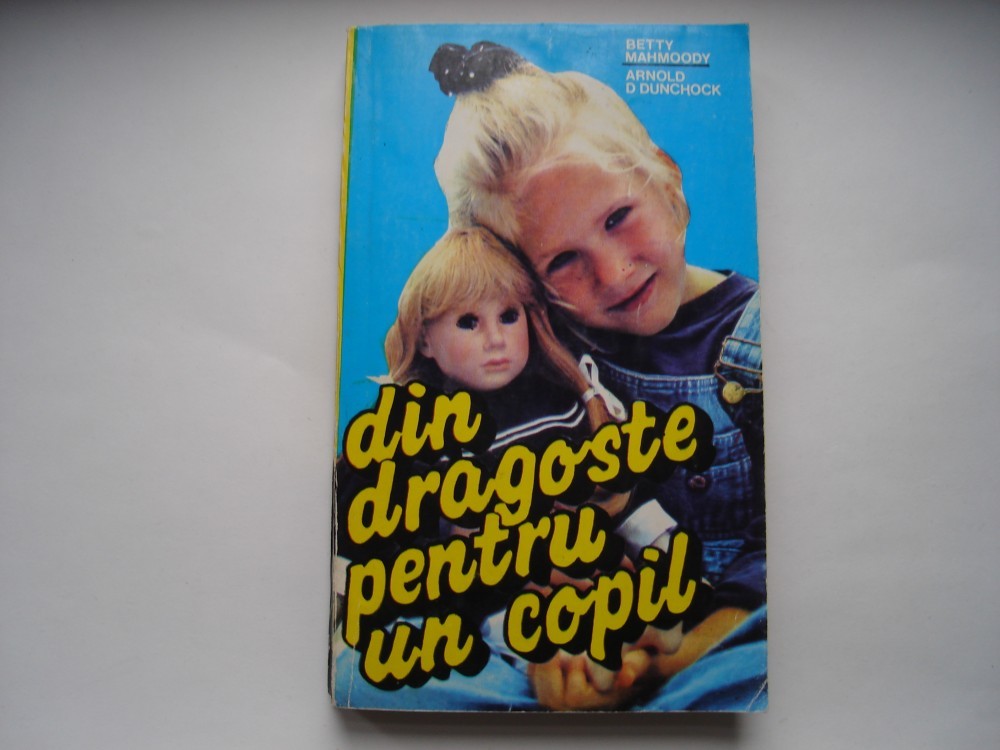 BETTY
MAHMOODY
ARNOLD
D DUNCHOCK
din
dragoste
pentru
un copil